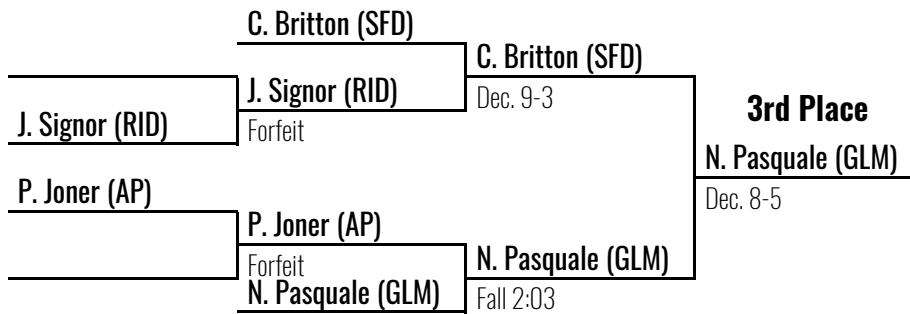 C. Britton (SFD)
C. Britton (SFD)
J. Signor (RID)
Dec. 9-3
3rd Place
J. Signor (RID)
Forfeit
N. Pasquale (GLM)
P. Joner (AP)
Dec. 8-5
P. Joner (AP)
Forfeit
N. Pasquale (GLM)
N. Pasquale (GLM)
Fall 2:03